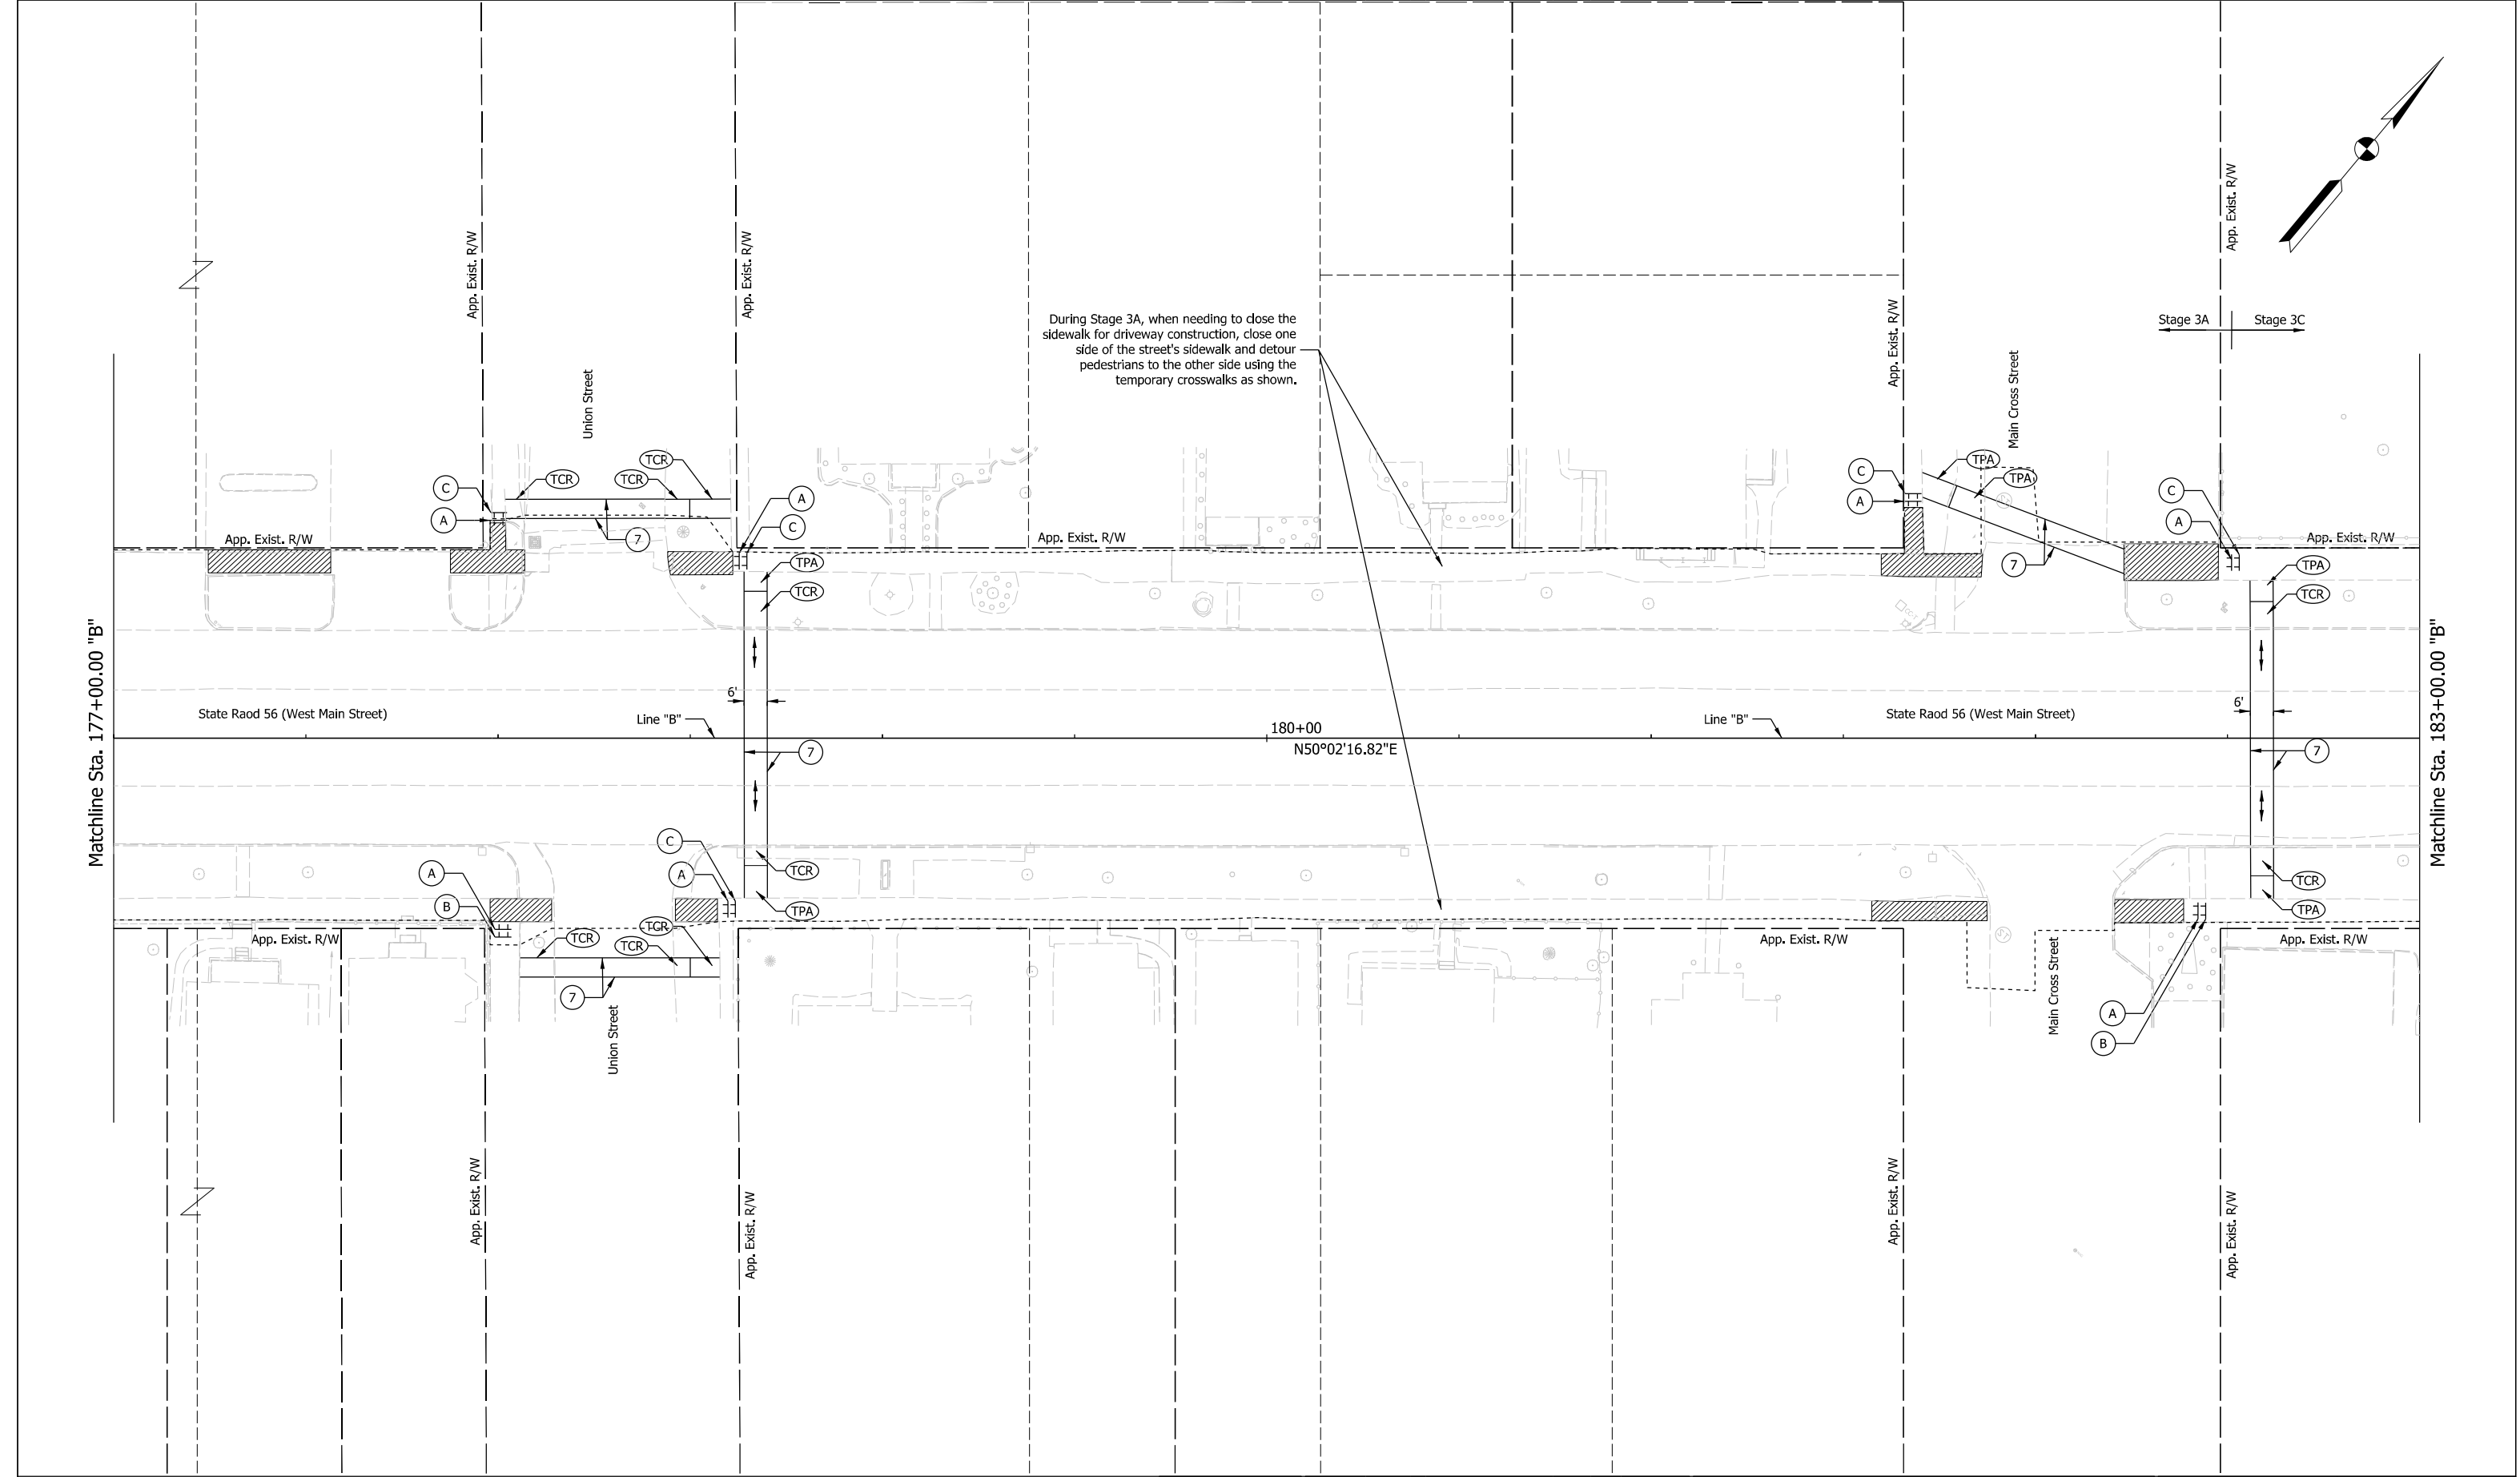 App. Exist. R/W
App. Exist. R/W
App. Exist. R/W
App. Exist. R/W
Stage 3A
Stage 3C
During Stage 3A, when needing to close the
sidewalk for driveway construction, close one
side of the street's sidewalk and detour
pedestrians to the other side using the
temporary crosswalks as shown.
Union Street
Main Cross Street
TCR
TCR
TCR
C
A
A
C
7
TPA
TPA
C
A
C
A
7
App. Exist. R/W
App. Exist. R/W
App. Exist. R/W
TPA
TCR
TPA
TCR
Matchline Sta. 177+00.00 "B"
Matchline Sta. 183+00.00 "B"
6'
6'
State Raod 56 (West Main Street)
Line "B"
180+00
N50°02'16.82"E
Line "B"
State Raod 56 (West Main Street)
7
7
C
A
A
B
TCR
TPA
TCR
TPA
TCR
TCR
TCR
App. Exist. R/W
App. Exist. R/W
App. Exist. R/W
7
Union Street
Main Cross Street
A
B
App. Exist. R/W
App. Exist. R/W
App. Exist. R/W
App. Exist. R/W